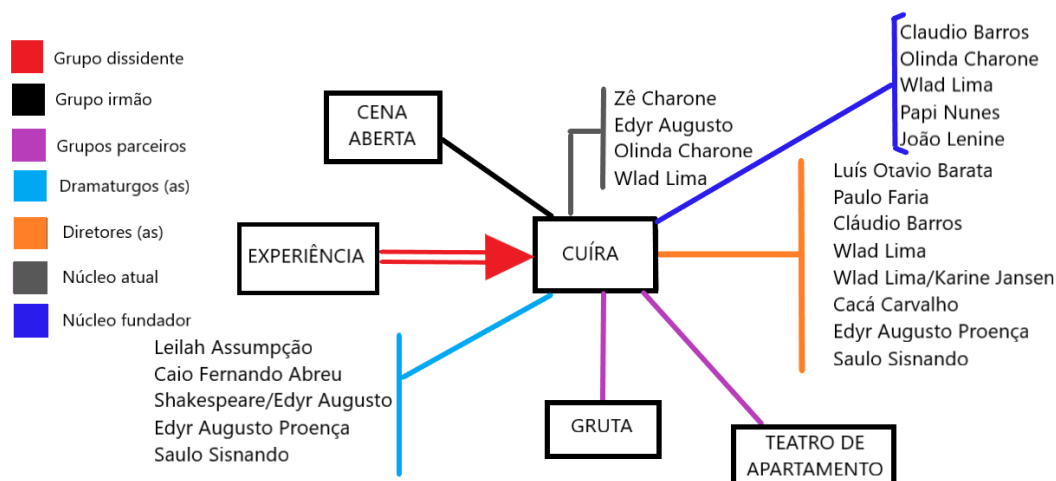 Grupo dissidente
Grupo irmão
Grupos parceiros
Dramaturgos (as)
Diretores (as)
Núcleo atual
Núcleo fundador
CENA
ABERTA
Zê Charone
Edyr Augusto
Olinda Charone
Wlad Lima
Claudio Barros
Olinda Charone
Wlad Lima
Papi Nunes
João Lenine
EXPERIÊNCIA
CUÍRA
Luís Otavio Barata
Paulo Faria
Cláudio Barros
Wlad Lima
Wlad Lima/Karine Jansen
Cacá Carvalho
Edyr Augusto Proença
Saulo Sisnando
Leilah Assumpção
Caio Fernando Abreu
Shakespeare/Edyr Augusto
Edyr Augusto Proença
Saulo Sisnando
GRUTA
TEATRO DE
APARTAMENTO